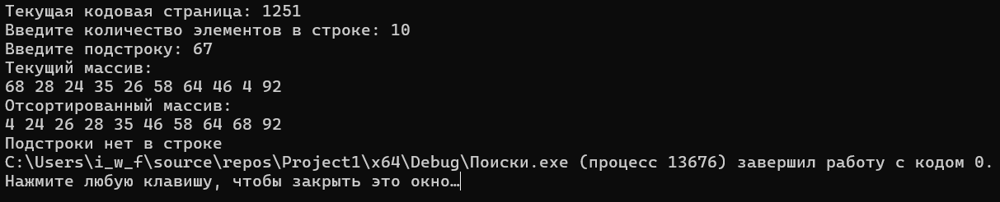 Текущая кодовая страница: 1251
Введите количество элементов в строке: 10
Введите подстроку: 67
Текущий массив:
68 28 24 35 26 58 64 46 4 92
Отсортированный массив:
4 24 26 28 35 46 58 64 68 92
Подстроки нет в строке
C:\Users\i_w_f\source\repos\Project1\x64\Debug\Поиски.exe (процесс 13676) завершил работу с кодом 0.
Нажмите любую клавишу, чтобы закрыть это окно…